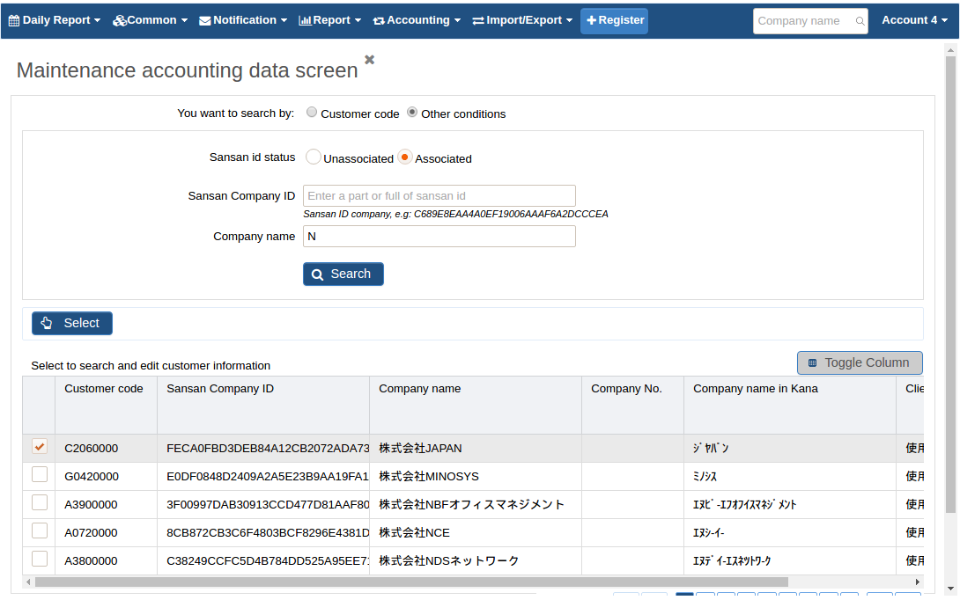 Daily Report Common Notification Report Accounting Import/Export Register Company name Account 4
Maintenance accounting data screen
You want to search by: Customer code Other conditions
Sansan id status Unassociated Associated
Sansan Company ID Enter a part or full of sansan id
Sansan ID company, e.g: C689E8EAA4A0EF19006AAAF6A2DCCCEA
Company name N
Search
Select
Select to search and edit customer information Toggle Column
Customer code Sansan Company ID Company name Company No. Company name in Kana Clie
C2060000 FECA0FBD3DEB84A12CB2072ADA73 株式会社JAPAN ｼﾞﾔﾊﾟﾝ 使用
G0420000 E0DF0848D2409A2A5E23B9AA19FA1 株式会社MINOSYS ﾐﾉｼｽ 使用
A3900000 3F00997DAB30913CCD477D81AAF80 株式会社NBFオフィスマネジメント ｴﾇﾋﾞ-ｴﾌｵﾌｲｽﾏﾈｼﾞﾒﾝﾄ 使用
A0720000 8CB872CB3C6F4803BCF8296E4381D 株式会社NCE ｴﾇｼ-ｲ- 使用
A3800000 C38249CCFC5D4B784DD525A95EE71 株式会社NDSネットワーク ｴﾇﾃﾞｲ-ｴｽﾈﾂﾄﾜ-ｸ 使用